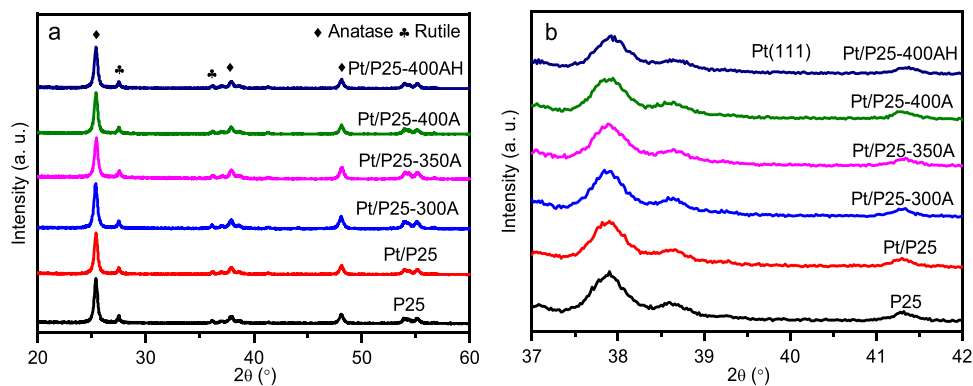 a
♦ Anatase ♣ Rutile
Pt/P25-400AH
Pt/P25-400A
Pt/P25-350A
Pt/P25-300A
Pt/P25
P25
Intensity (a. u.)
20 30 40 50 60
2θ (°)
b
Pt(111)
Pt/P25-400AH
Pt/P25-400A
Pt/P25-350A
Pt/P25-300A
Pt/P25
P25
Intensity (a. u.)
37 38 39 40 41 42
2θ (°)